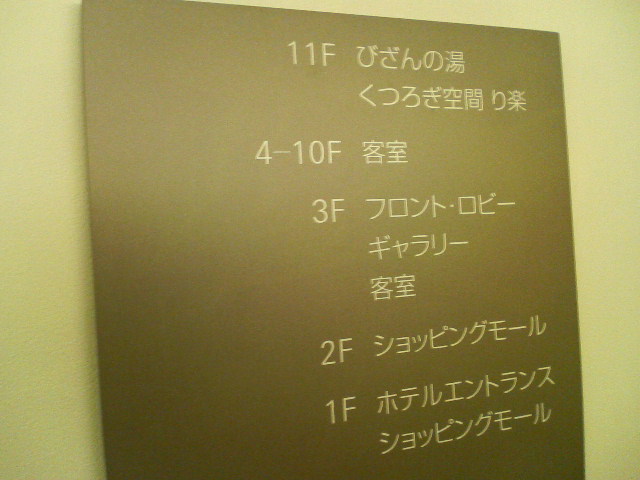 11F びざんの湯
くつろぎ空間 り楽
4-10F 客室
3F フロント・ロビー
ギャラリー
客室
2F ショッピングモール
1F ホテルエントランス
ショッピングモール